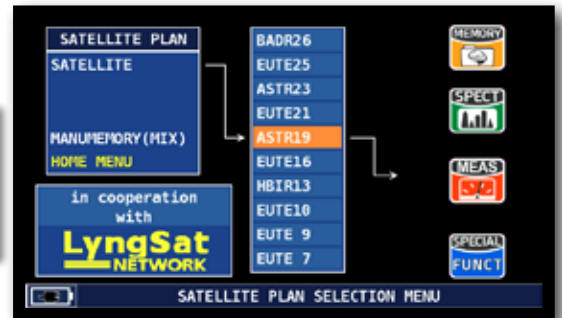 SATELLITE PLAN
SATELLITE
MANUMEMORY(MIX)
HOME MENU
in cooperation
with
LyngSat
NETWORK
BADR26
EUTE25
ASTR23
EUTE21
ASTR19
EUTE16
HBIR13
EUTE10
EUTE 9
EUTE 7
MEMORY
SPECT
MEAS
SPECIAL
FUNCT
SATELLITE PLAN SELECTION MENU